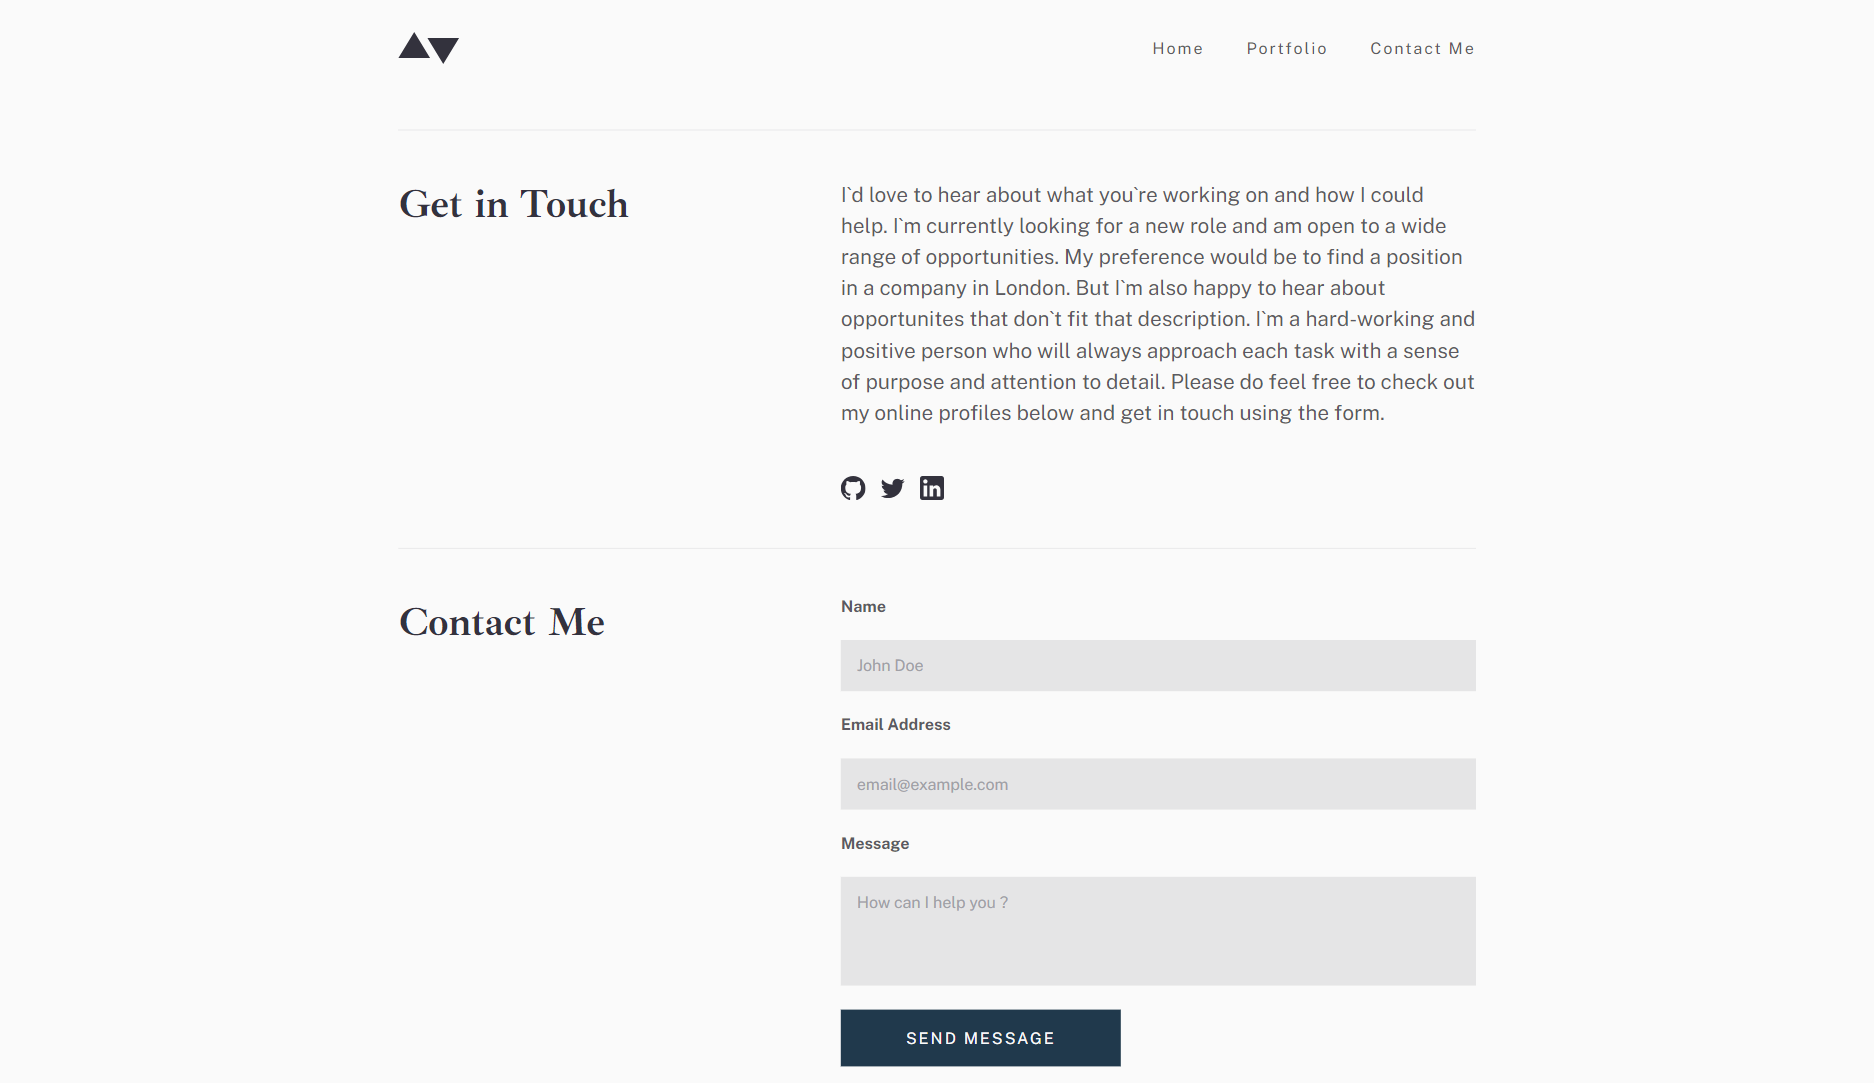 Home Portfolio Contact Me
Get in Touch
I`d love to hear about what you`re working on and how I could
help. I`m currently looking for a new role and am open to a wide
range of opportunities. My preference would be to find a position
in a company in London. But I`m also happy to hear about
opportunites that don`t fit that description. I`m a hard-working and
positive person who will always approach each task with a sense
of purpose and attention to detail. Please do feel free to check out
my online profiles below and get in touch using the form.
in
Contact Me
Name
John Doe
Email Address
email@example.com
Message
How can I help you ?
SEND MESSAGE